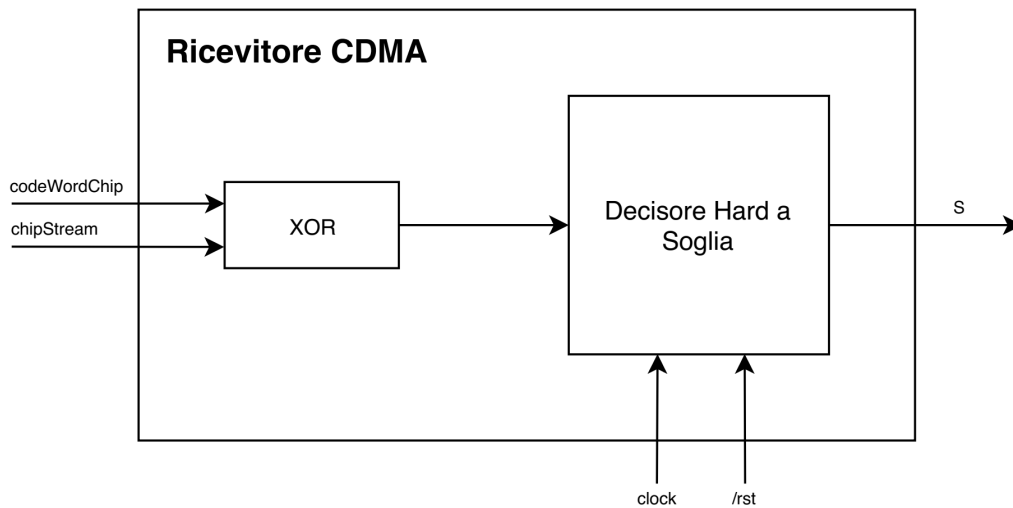 Ricevitore CDMA
codeWordChip
chipStream
XOR
Decisore Hard a
Soglia
S
clock
/rst